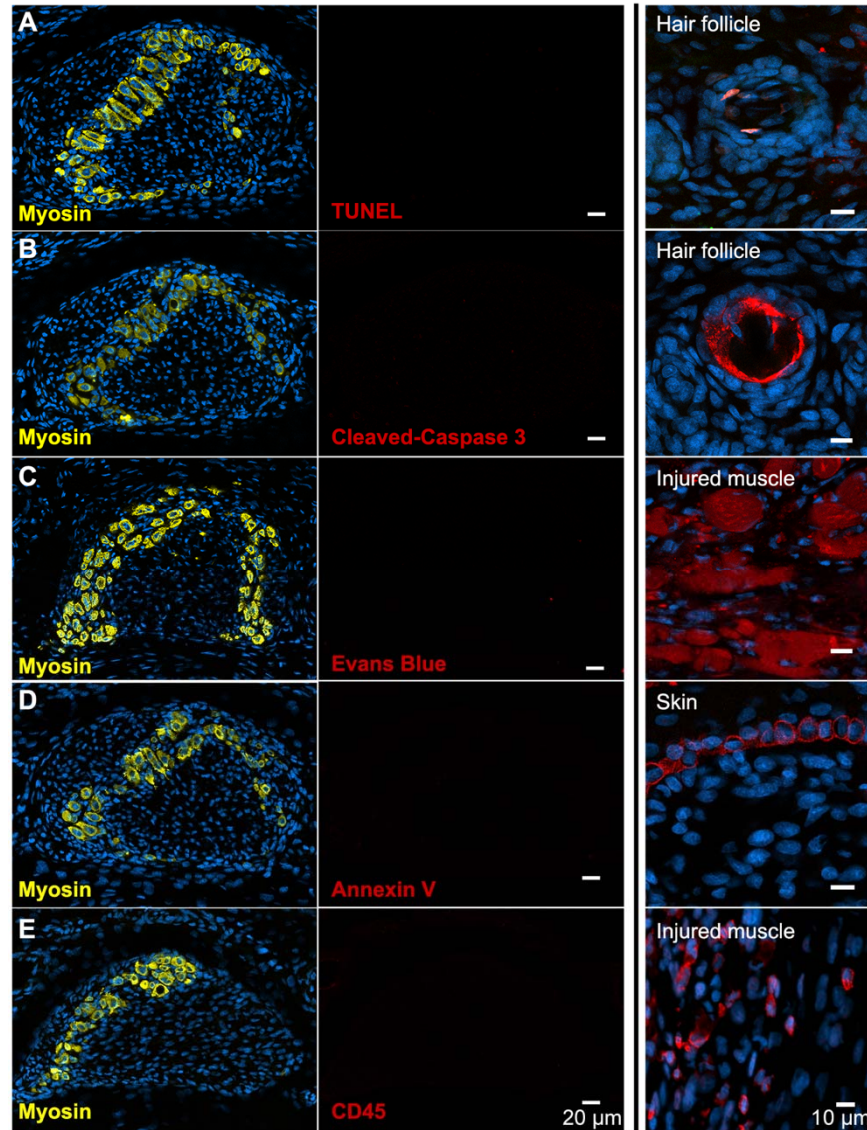 A
Myosin
TUNEL
Hair follicle
B
Myosin
Cleaved-Caspase 3
Hair follicle
C
Myosin
Evans Blue
Injured muscle
D
Myosin
Annexin V
Skin
E
Myosin
CD45
20 µm
Injured muscle
10 µm